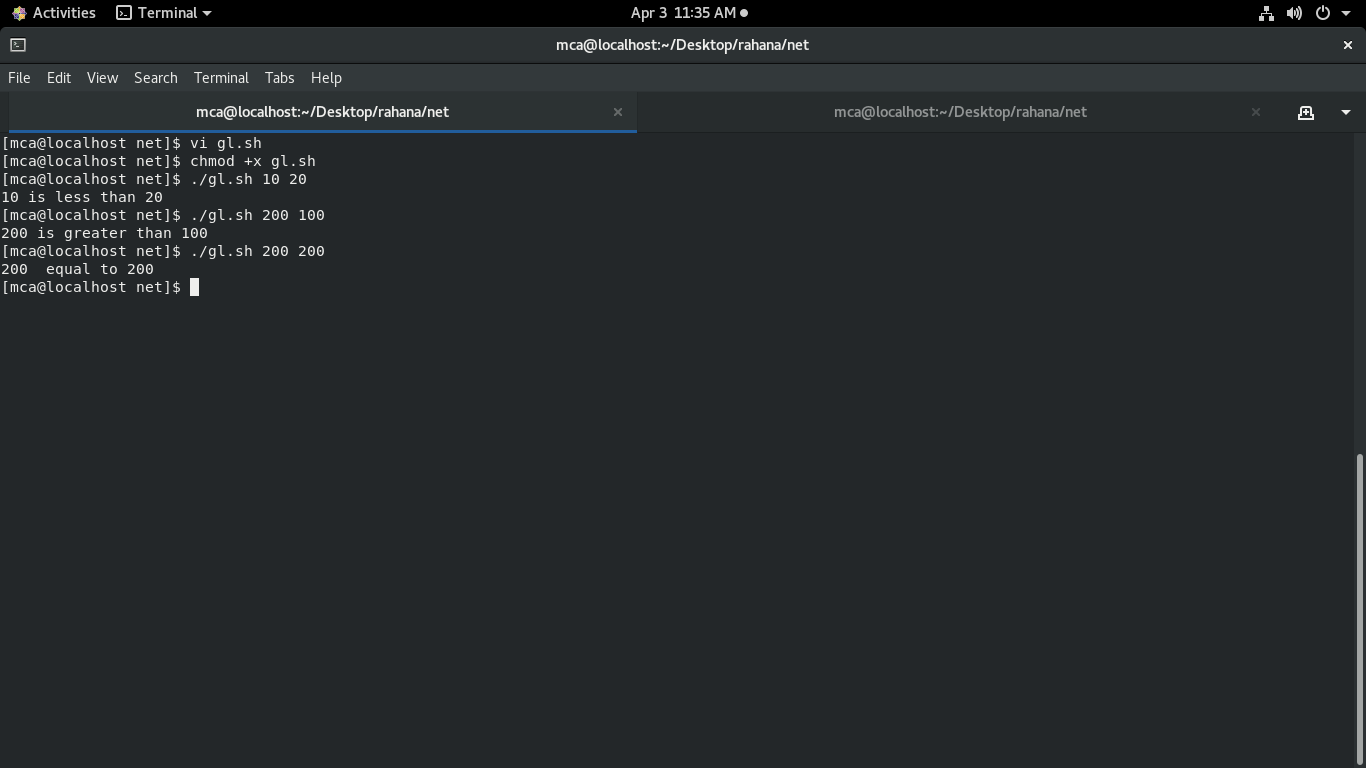 Activities Terminal Apr 3 11:35 AM
mca@localhost:~/Desktop/rahana/net
File Edit View Search Terminal Tabs Help
mca@localhost:~/Desktop/rahana/net mca@localhost:~/Desktop/rahana/net
[mca@localhost net]$ vi gl.sh
[mca@localhost net]$ chmod +x gl.sh
[mca@localhost net]$ ./gl.sh 10 20
10 is less than 20
[mca@localhost net]$ ./gl.sh 200 100
200 is greater than 100
[mca@localhost net]$ ./gl.sh 200 200
200  equal to 200
[mca@localhost net]$